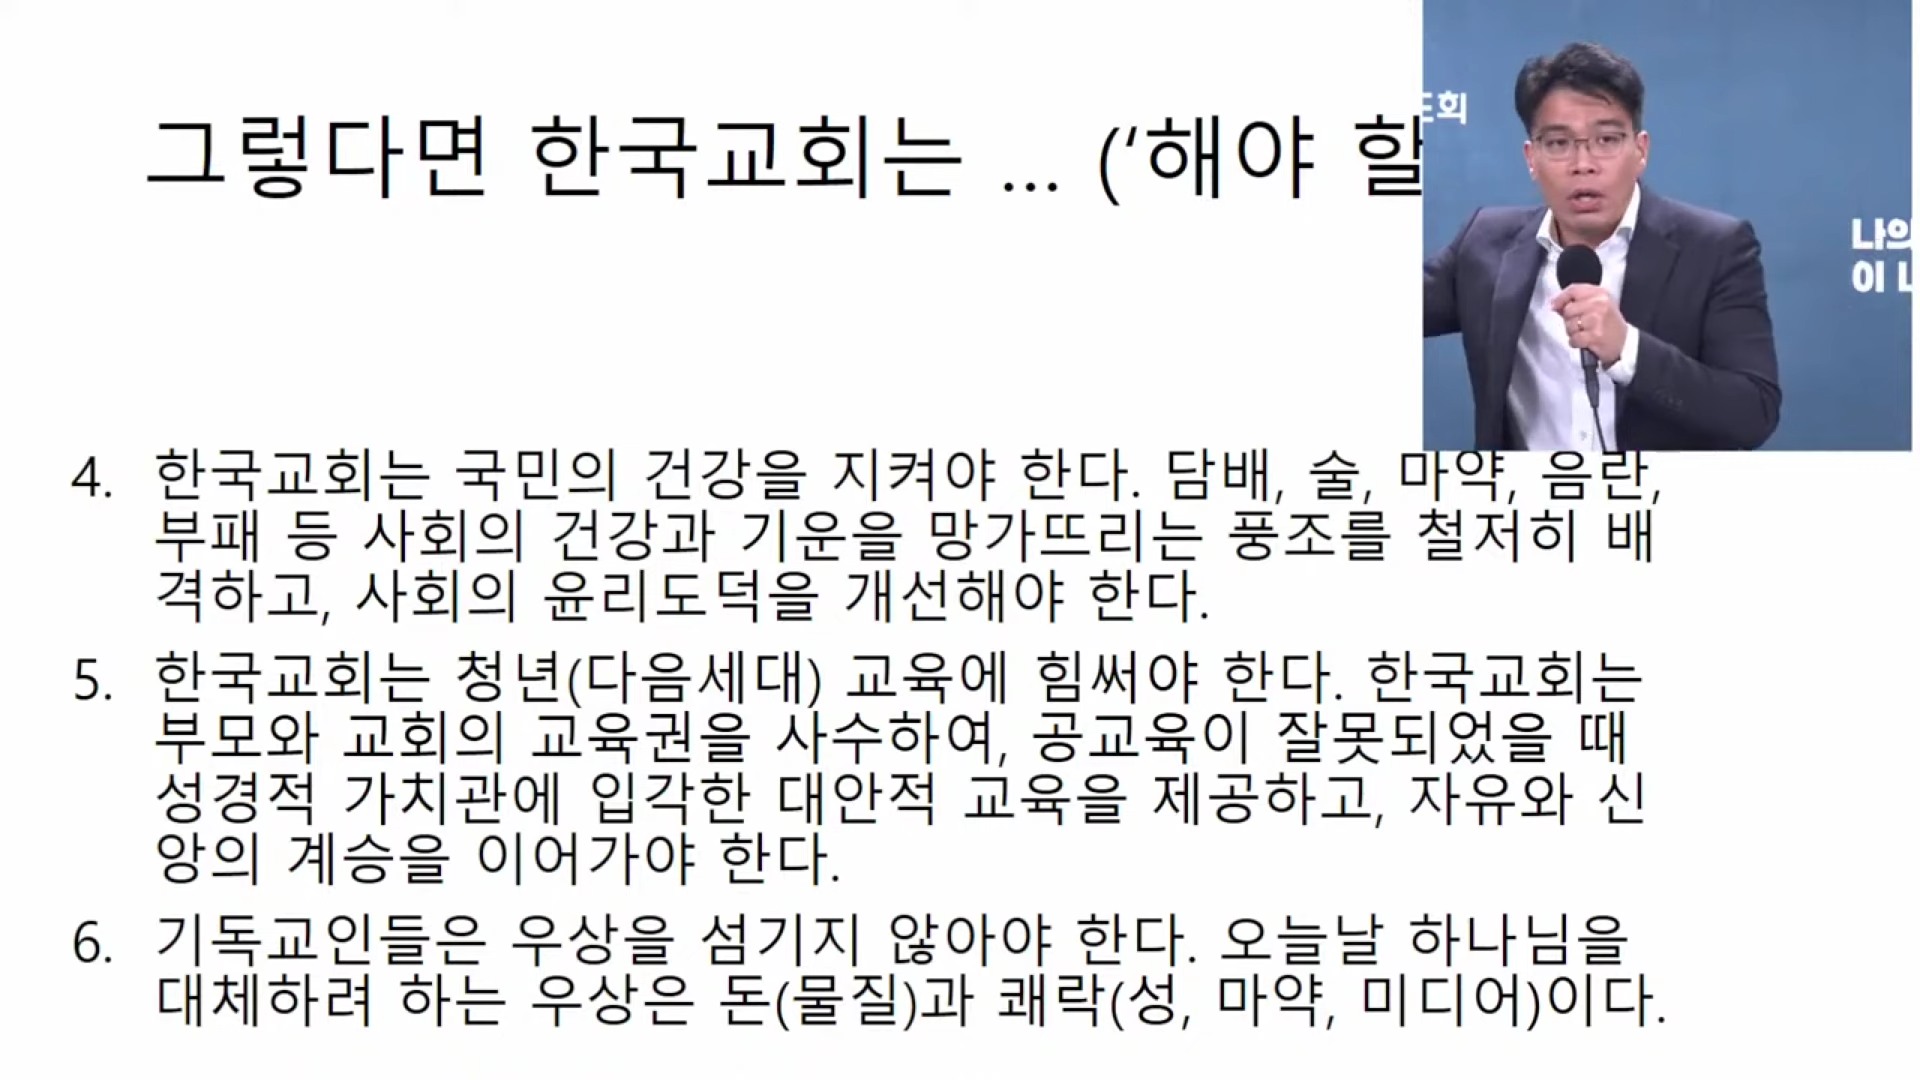 그렇다면 한국교회는 ... (‘해야 할
회
나의
이
4. 한국교회는 국민의 건강을 지켜야 한다. 담배, 술, 마약, 음란,
부패 등 사회의 건강과 기운을 망가뜨리는 풍조를 철저히 배
격하고, 사회의 윤리도덕을 개선해야 한다.
5. 한국교회는 청년(다음세대) 교육에 힘써야 한다. 한국교회는
부모와 교회의 교육권을 사수하여, 공교육이 잘못되었을 때
성경적 가치관에 입각한 대안적 교육을 제공하고, 자유와 신
앙의 계승을 이어가야 한다.
6. 기독교인들은 우상을 섬기지 않아야 한다. 오늘날 하나님을
대체하려 하는 우상은 돈(물질)과 쾌락(성, 마약, 미디어)이다.